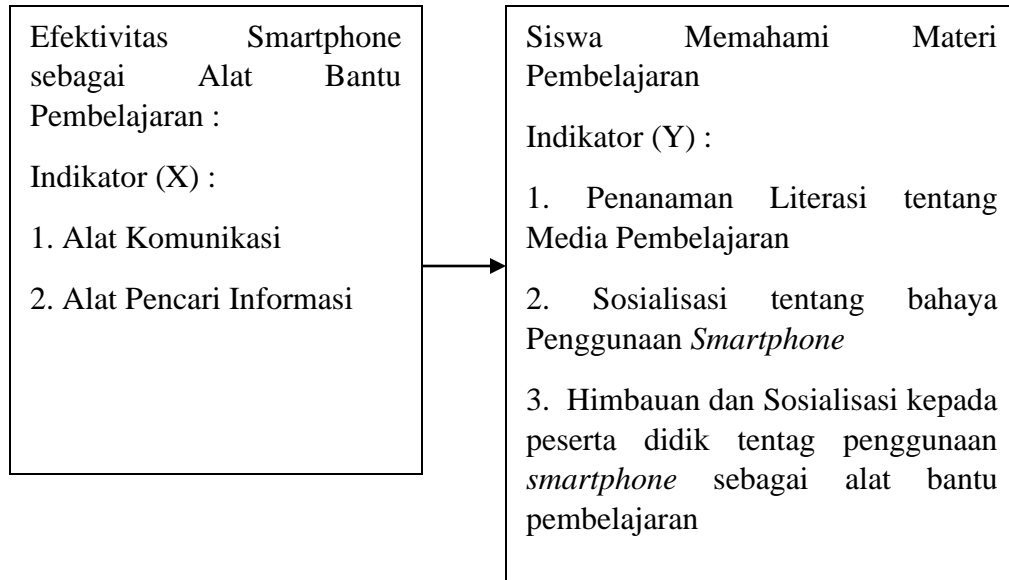 Efektivitas Smartphone
sebagai Alat Bantu
Pembelajaran :
Indikator (X) :
1. Alat Komunikasi
2. Alat Pencari Informasi
Siswa Memahami Materi
Pembelajaran
Indikator (Y) :
1. Penanaman Literasi tentang
Media Pembelajaran
2. Sosialisasi tentang bahaya
Penggunaan Smartphone
3. Himbauan dan Sosialisasi kepada
peserta didik tentag penggunaan
smartphone sebagai alat bantu
pembelajaran